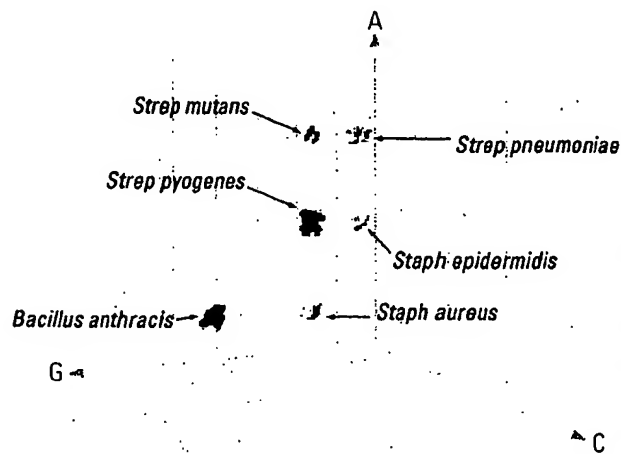 A
Strep mutans
Strep pneumoniae
Strep pyogenes
Staph epidermidis
Bacillus anthracis
Staph aureus
G
C